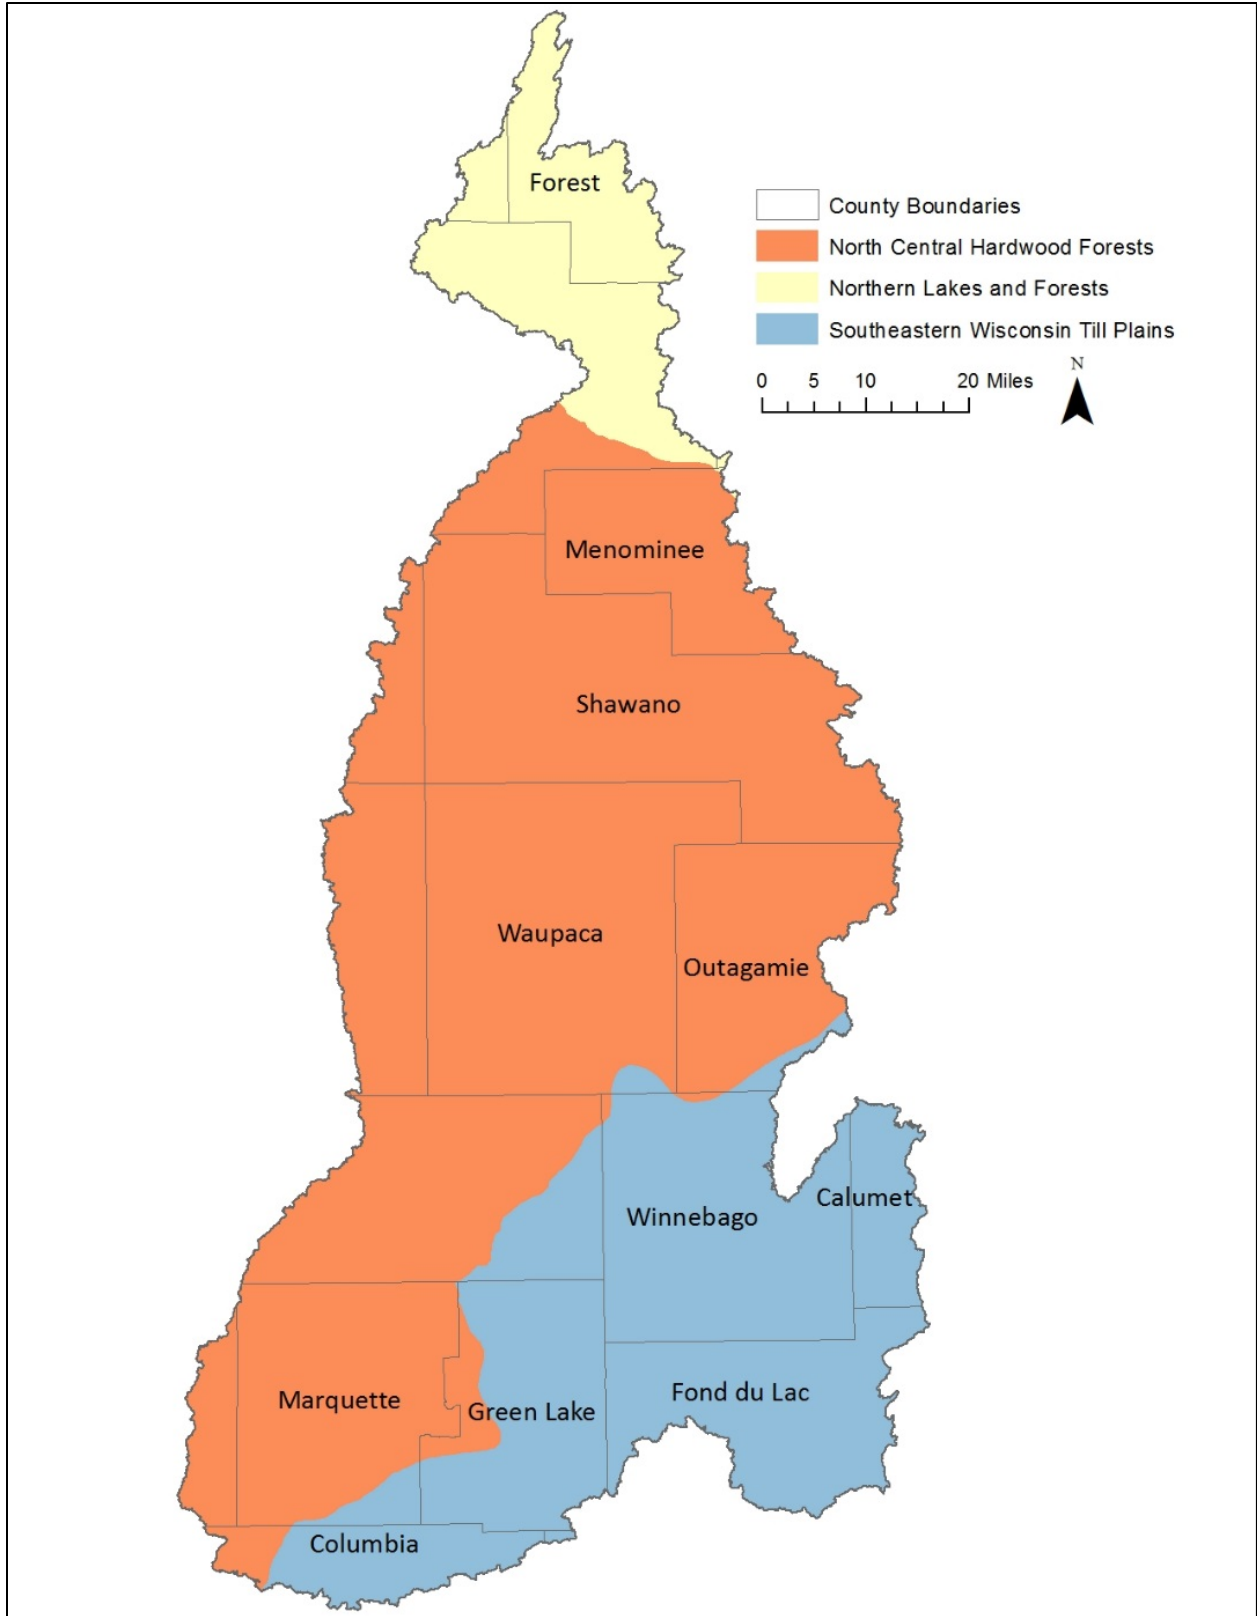 Forest
County Boundaries
North Central Hardwood Forests
Northern Lakes and Forests
Southeastern Wisconsin Till Plains
N
0 5 10 20 Miles
Menominee
Shawano
Waupaca
Outagamie
Calumet
Winnebago
Fond du Lac
Marquette
Green Lake
Columbia